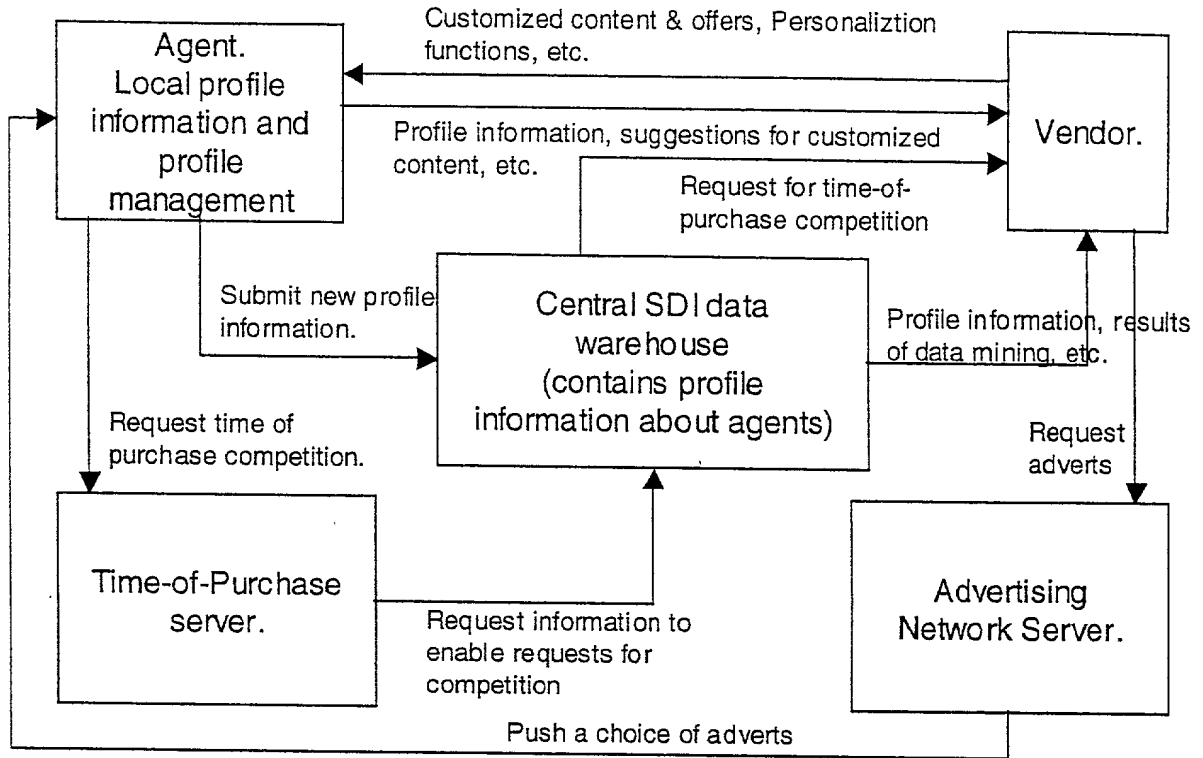 Customized content & offers, Personaliztion
functions, etc.
Agent.
Local profile
information and
profile
management
Vendor.
Profile information, suggestions for customized
content, etc.
Request for time-of-
purchase competition
Submit new profile
information.
Central SDI data
warehouse
(contains profile
information about agents)
Profile information, results
of data mining, etc.
Request time of
purchase competition.
Request
adverts
Time-of-Purchase
server.
Request information to
enable requests for
competition
Advertising
Network Server.
Push a choice of adverts